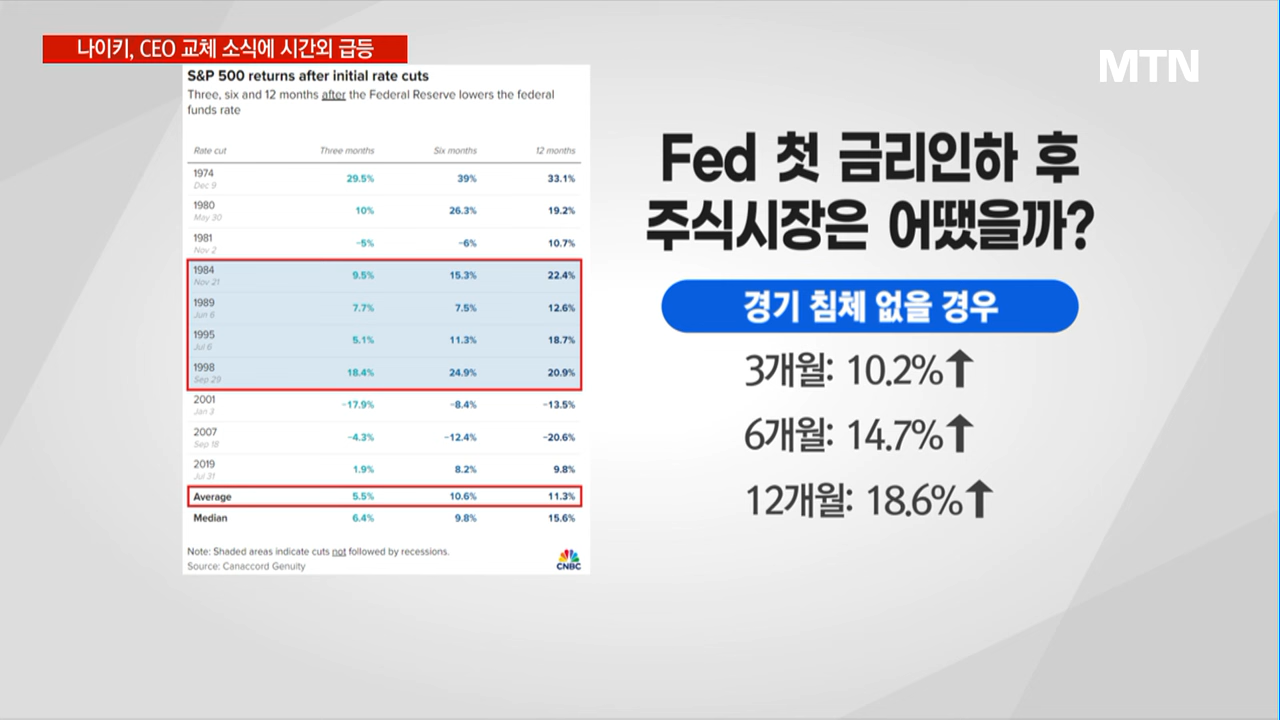 나이키, CEO 교체 소식에 시간외 급등
MTN
S&P 500 returns after initial rate cuts
Three, six and 12 months after the Federal Reserve lowers the federal
funds rate
Rate cut Three months Six months 12 months
1974 29.5% 39% 33.1%
Dec 9
1980 10% 26.3% 19.2%
May 30
1981 -5% -6% 10.7%
Nov 2
1984 9.5% 15.3% 22.4%
Nov 21
1989 7.7% 7.5% 12.6%
Jun 6
1995 5.1% 11.3% 18.7%
Jul 6
1998 18.4% 24.9% 20.9%
Sep 29
2001 -17.9% -8.4% -13.5%
Jan 3
2007 -4.3% -12.4% -20.6%
Sep 18
2019 1.9% 8.2% 9.8%
Jul 31
Average 5.5% 10.6% 11.3%
Median 6.4% 9.8% 15.6%
Note: Shaded areas indicate cuts not followed by recessions.
Source: Canaccord Genuity
CNBC
Fed 첫 금리인하 후
주식시장은 어땠을까?
경기 침체 없을 경우
3개월: 10.2%↑
6개월: 14.7%↑
12개월: 18.6%↑